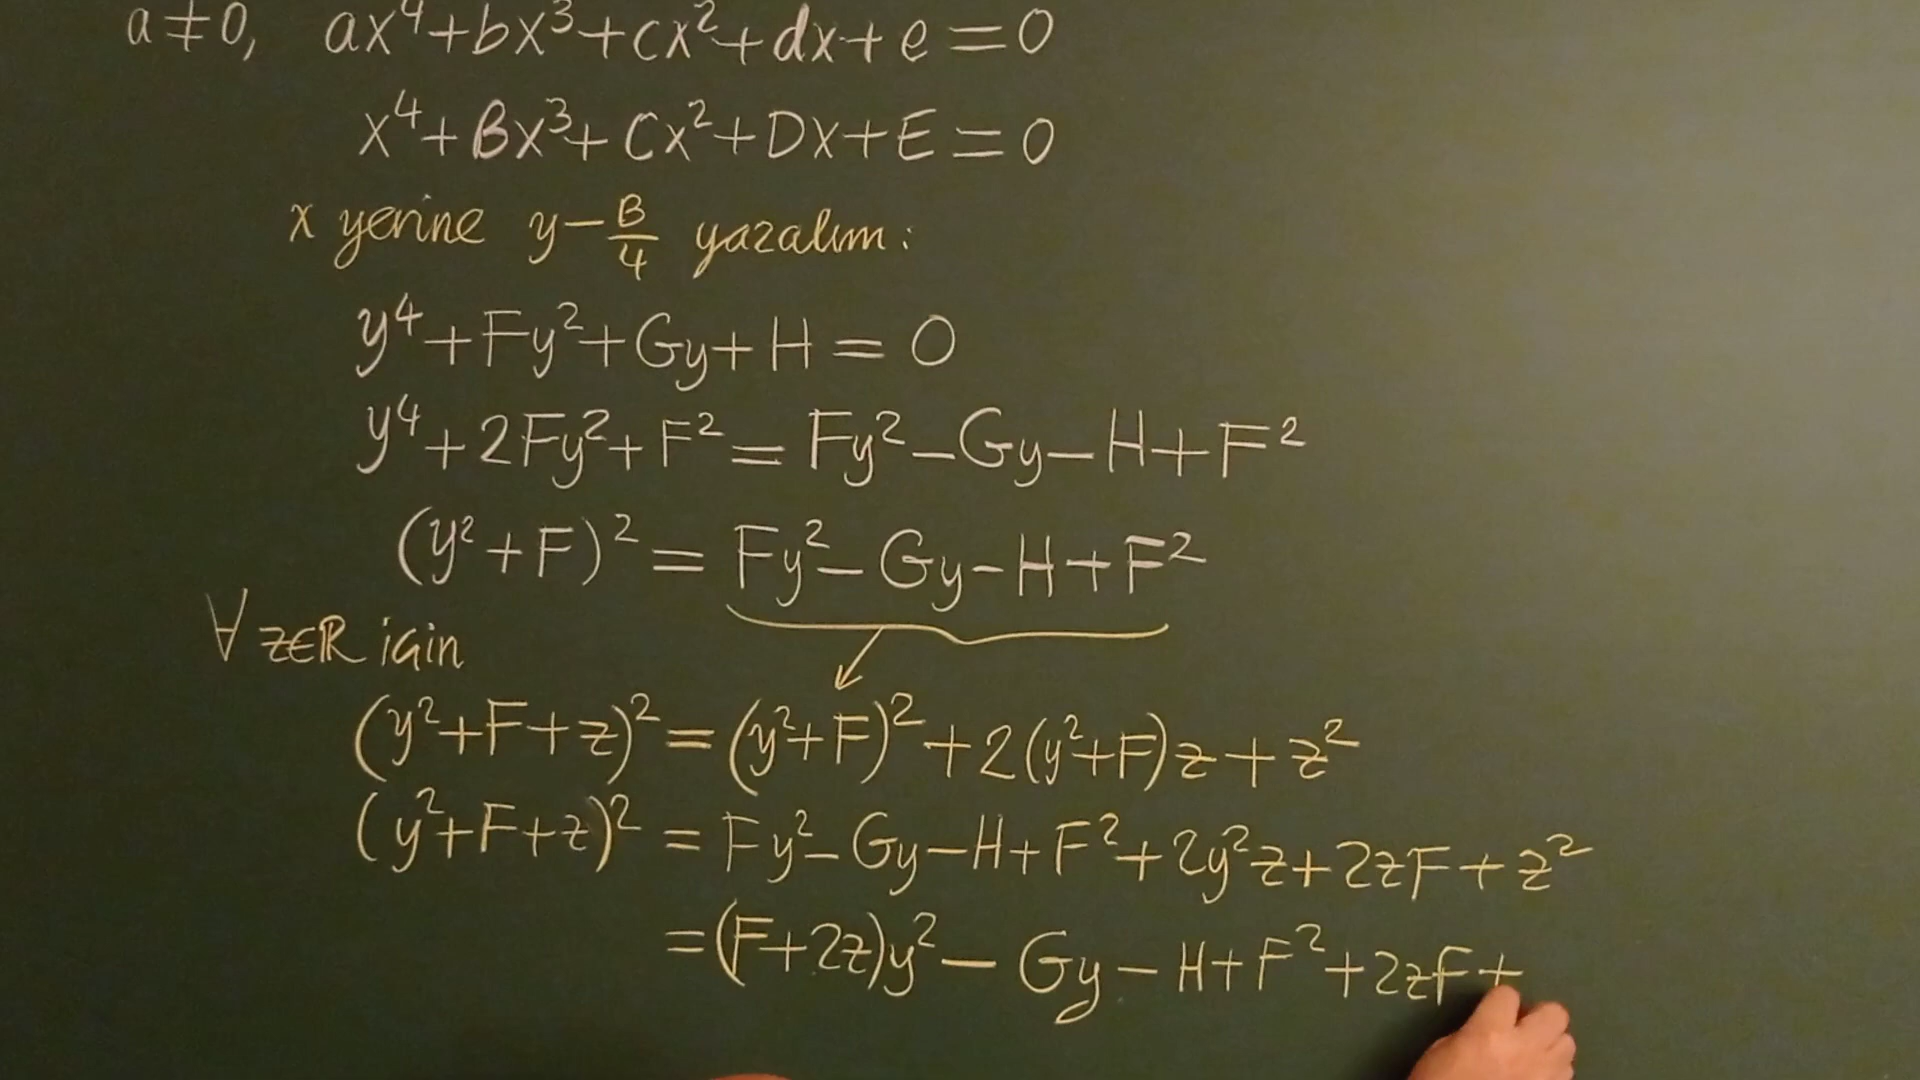 a≠0, ax⁴+bx³+cx²+dx+e=0
x⁴+Bx³+Cx²+Dx+E=0
x yerine y-B/4 yazalım:
y⁴+Fy²+Gy+H=0
y⁴+2Fy²+F²=Fy²-Gy-H+F²
(y²+F)²=Fy²-Gy-H+F²
∀z∈ℝ için
(y²+F+z)²=(y²+F)²+2(y²+F)z+z²
(y²+F+z)²=Fy²-Gy-H+F²+2y²z+2zF+z²
=(F+2z)y²-Gy-H+F²+2zF+